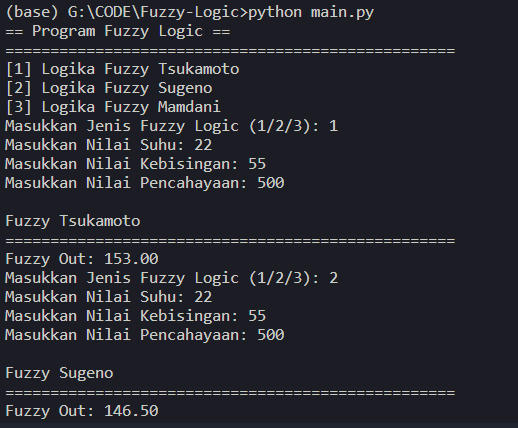 (base) G:\CODE\Fuzzy-Logic>python main.py
== Program Fuzzy Logic ==
==================================================
[1] Logika Fuzzy Tsukamoto
[2] Logika Fuzzy Sugeno
[3] Logika Fuzzy Mamdani
Masukkan Jenis Fuzzy Logic (1/2/3): 1
Masukkan Nilai Suhu: 22
Masukkan Nilai Kebisingan: 55
Masukkan Nilai Pencahayaan: 500
Fuzzy Tsukamoto
==================================================
Fuzzy Out: 153.00
Masukkan Jenis Fuzzy Logic (1/2/3): 2
Masukkan Nilai Suhu: 22
Masukkan Nilai Kebisingan: 55
Masukkan Nilai Pencahayaan: 500
Fuzzy Sugeno
==================================================
Fuzzy Out: 146.50